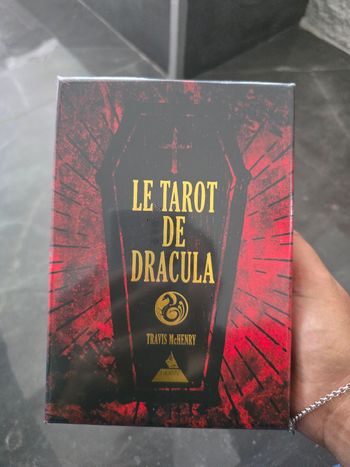 LE TAROT
DE
DRACULA
TRAVIS McHENRY